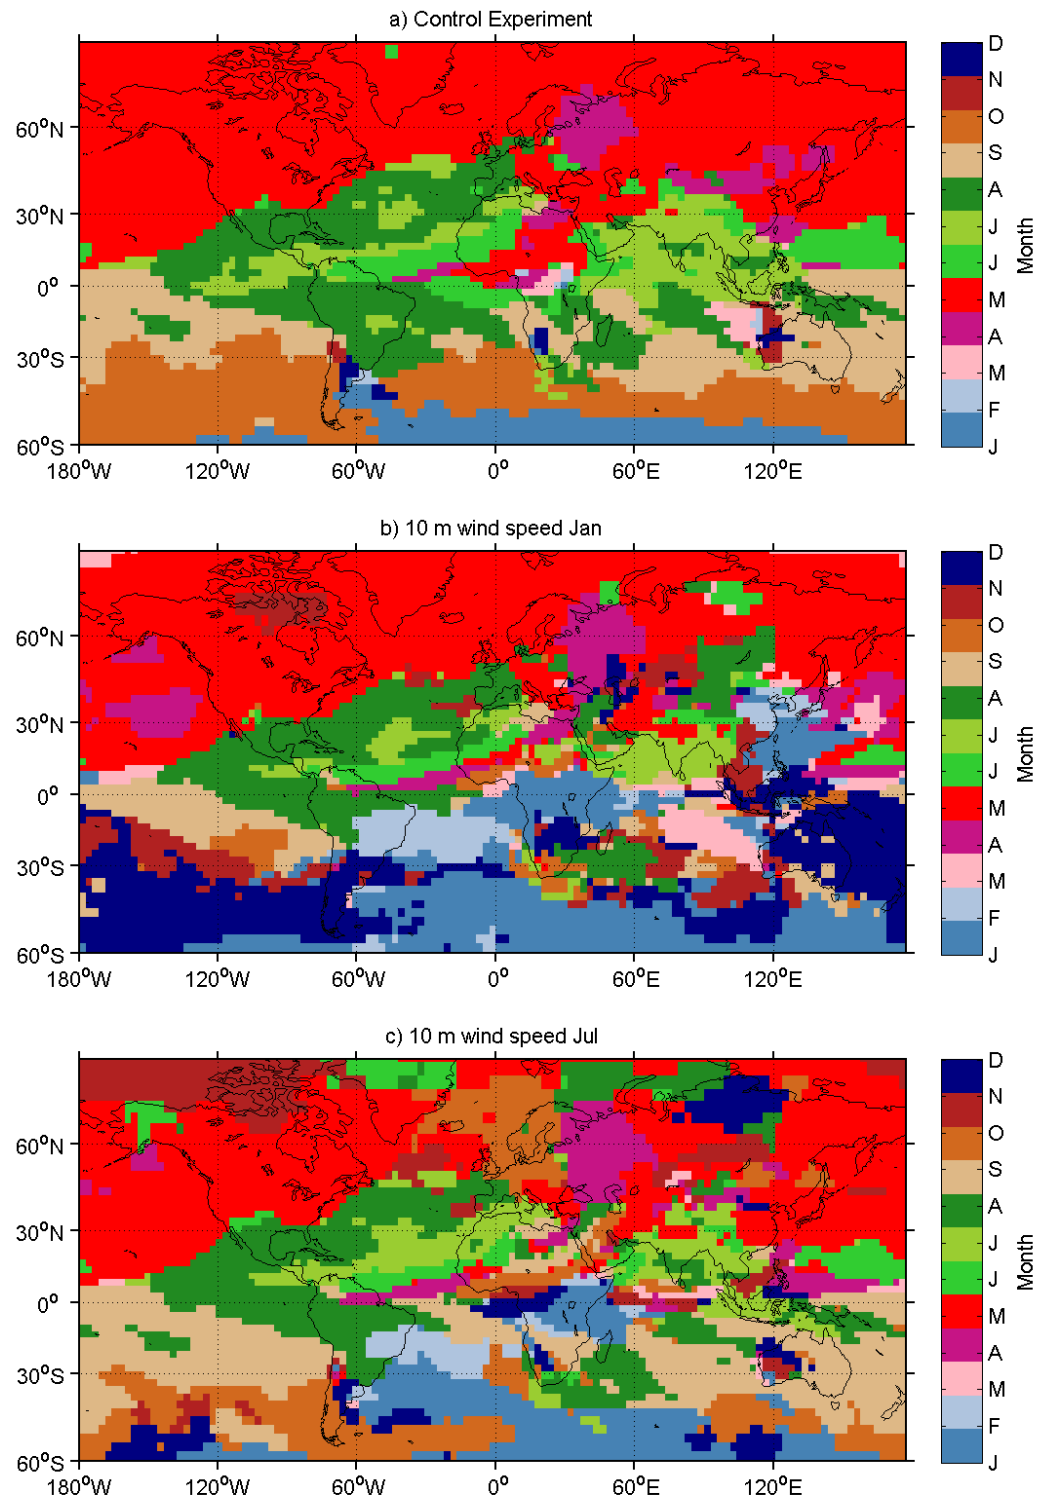 a) Control Experiment
60°N
30°N
0°
30°S
60°S
180°W
120°W
60°W
0°
60°E
120°E
D
N
O
S
A
J
J
M
A
M
F
J
Month
b) 10 m wind speed Jan
60°N
30°N
0°
30°S
60°S
180°W
120°W
60°W
0°
60°E
120°E
D
N
O
S
A
J
J
M
A
M
F
J
Month
c) 10 m wind speed Jul
60°N
30°N
0°
30°S
60°S
180°W
120°W
60°W
0°
60°E
120°E
D
N
O
S
A
J
J
M
A
M
F
J
Month